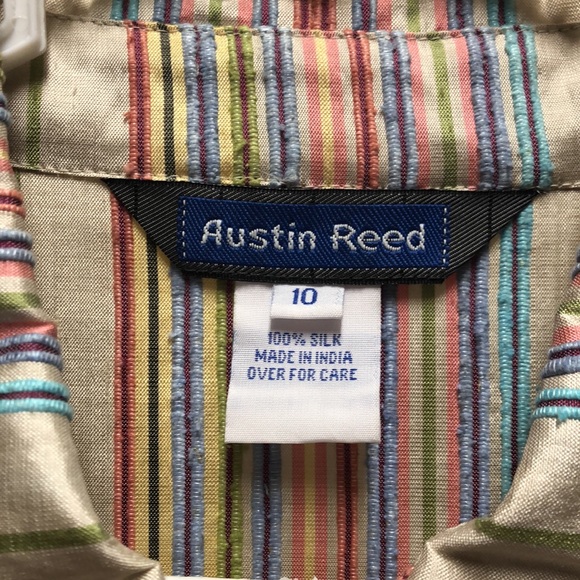 Austin Reed
10
100% SILK
MADE IN INDIA
OVER FOR CARE